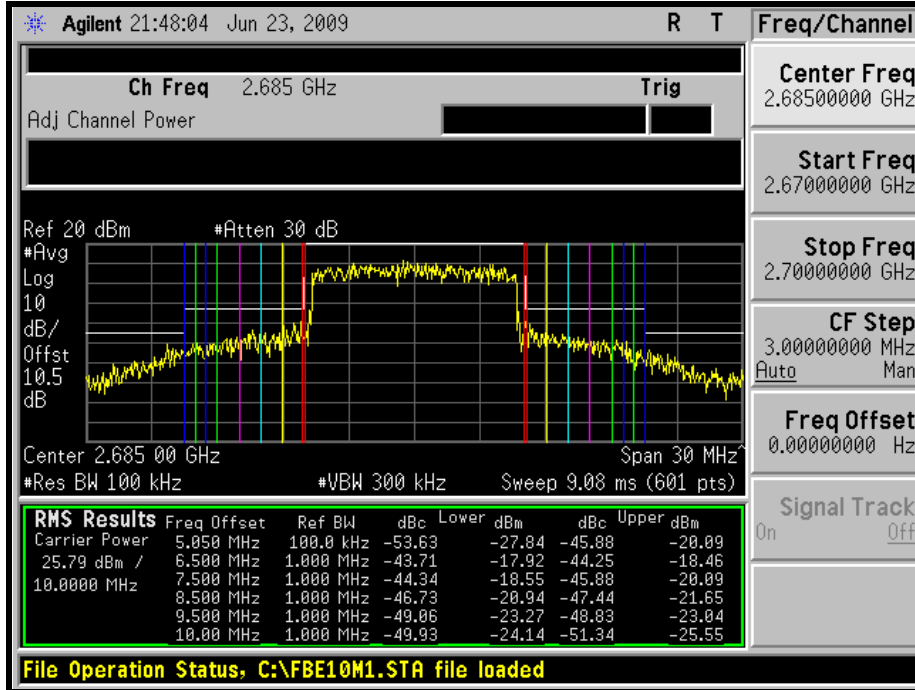 Agilent 21:48:04 Jun 23, 2009 R T
Freq/Channel
Ch Freq 2.685 GHz Trig
Adj Channel Power
Center Freq
2.68500000 GHz
Start Freq
2.67000000 GHz
Stop Freq
2.70000000 GHz
CF Step
3.00000000 MHz
Auto Man
Freq Offset
0.00000000 Hz
Signal Track
On Off
Ref 20 dBm #Atten 30 dB
#Avg
Log
10
dB/
Offst
10.5
dB
Center 2.685 00 GHz Span 30 MHz^
#Res BW 100 kHz #VBW 300 kHz Sweep 9.08 ms (601 pts)
RMS Results Freq Offset Ref BW dBc Lower dBm dBc Upper dBm
Carrier Power 5.050 MHz 100.0 kHz -53.63 -27.84 -45.88 -20.09
25.79 dBm / 6.500 MHz 1.000 MHz -43.71 -17.92 -44.25 -18.46
10.0000 MHz 7.500 MHz 1.000 MHz -44.34 -18.55 -45.88 -20.09
8.500 MHz 1.000 MHz -46.73 -20.94 -47.44 -21.65
9.500 MHz 1.000 MHz -49.06 -23.27 -48.83 -23.04
10.00 MHz 1.000 MHz -49.93 -24.14 -51.34 -25.55
File Operation Status, C:\FBE10M1.STA file loaded